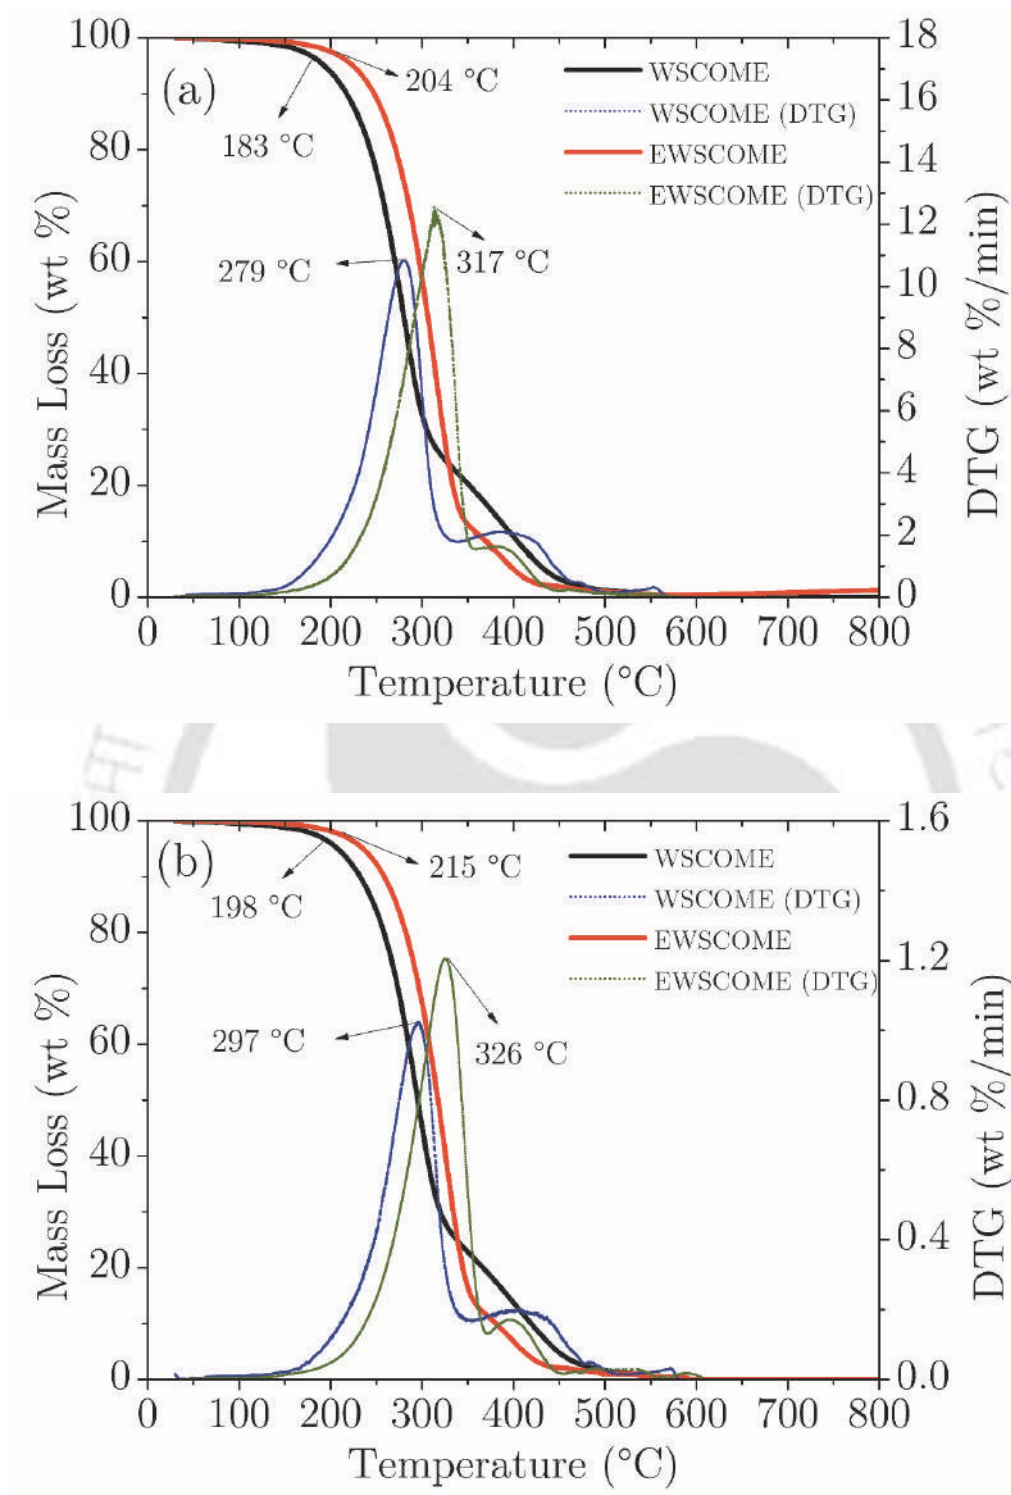 100
80
60
40
20
0
Mass Loss (wt %)
(a)
204 °C
183 °C
279 °C
317 °C
WSCOME
WSCOME (DTG)
EWSCOME
EWSCOME (DTG)
18
16
14
12
10
8
6
4
2
0
DTG (wt %/min)
0 100 200 300 400 500 600 700 800
Temperature (°C)
100
80
60
40
20
0
Mass Loss (wt %)
(b)
215 °C
198 °C
297 °C
326 °C
WSCOME
WSCOME (DTG)
EWSCOME
EWSCOME (DTG)
1.6
1.2
0.8
0.4
0.0
DTG (wt %/min)
0 100 200 300 400 500 600 700 800
Temperature (°C)